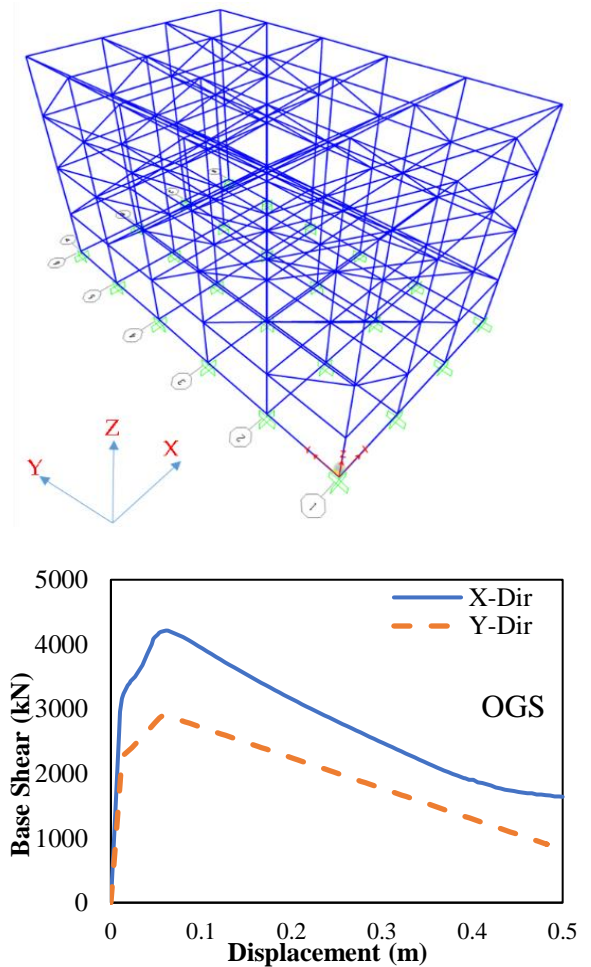 Z
X
Y
5000
X-Dir
Y-Dir
4000
OGS
3000
2000
1000
0
Base Shear (kN)
0 0.1 0.2 0.3 0.4 0.5
Displacement (m)